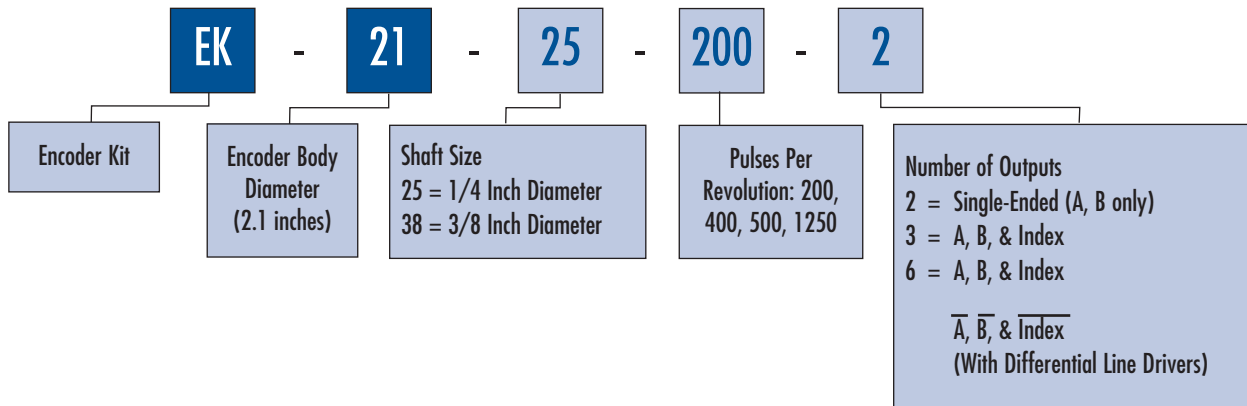 EK - 21 - 25 - 200 - 2
Encoder Kit
Encoder Body
Diameter
(2.1 inches)
Shaft Size
25 = 1/4 Inch Diameter
38 = 3/8 Inch Diameter
Pulses Per
Revolution: 200,
400, 500, 1250
Number of Outputs
2 = Single-Ended (A, B only)
3 = A, B, & Index
6 = A, B, & Index
A̅, B̅, & I̅n̅d̅e̅x̅
(With Differential Line Drivers)